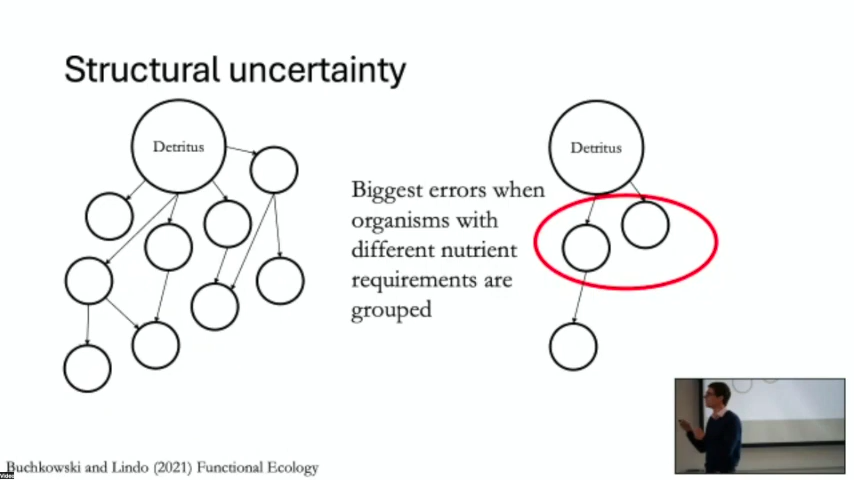 Structural uncertainty
Detritus
Detritus
Biggest errors when
organisms with
different nutrient
requirements are
grouped
Buchkowski and Lindo (2021) Functional Ecology
Video